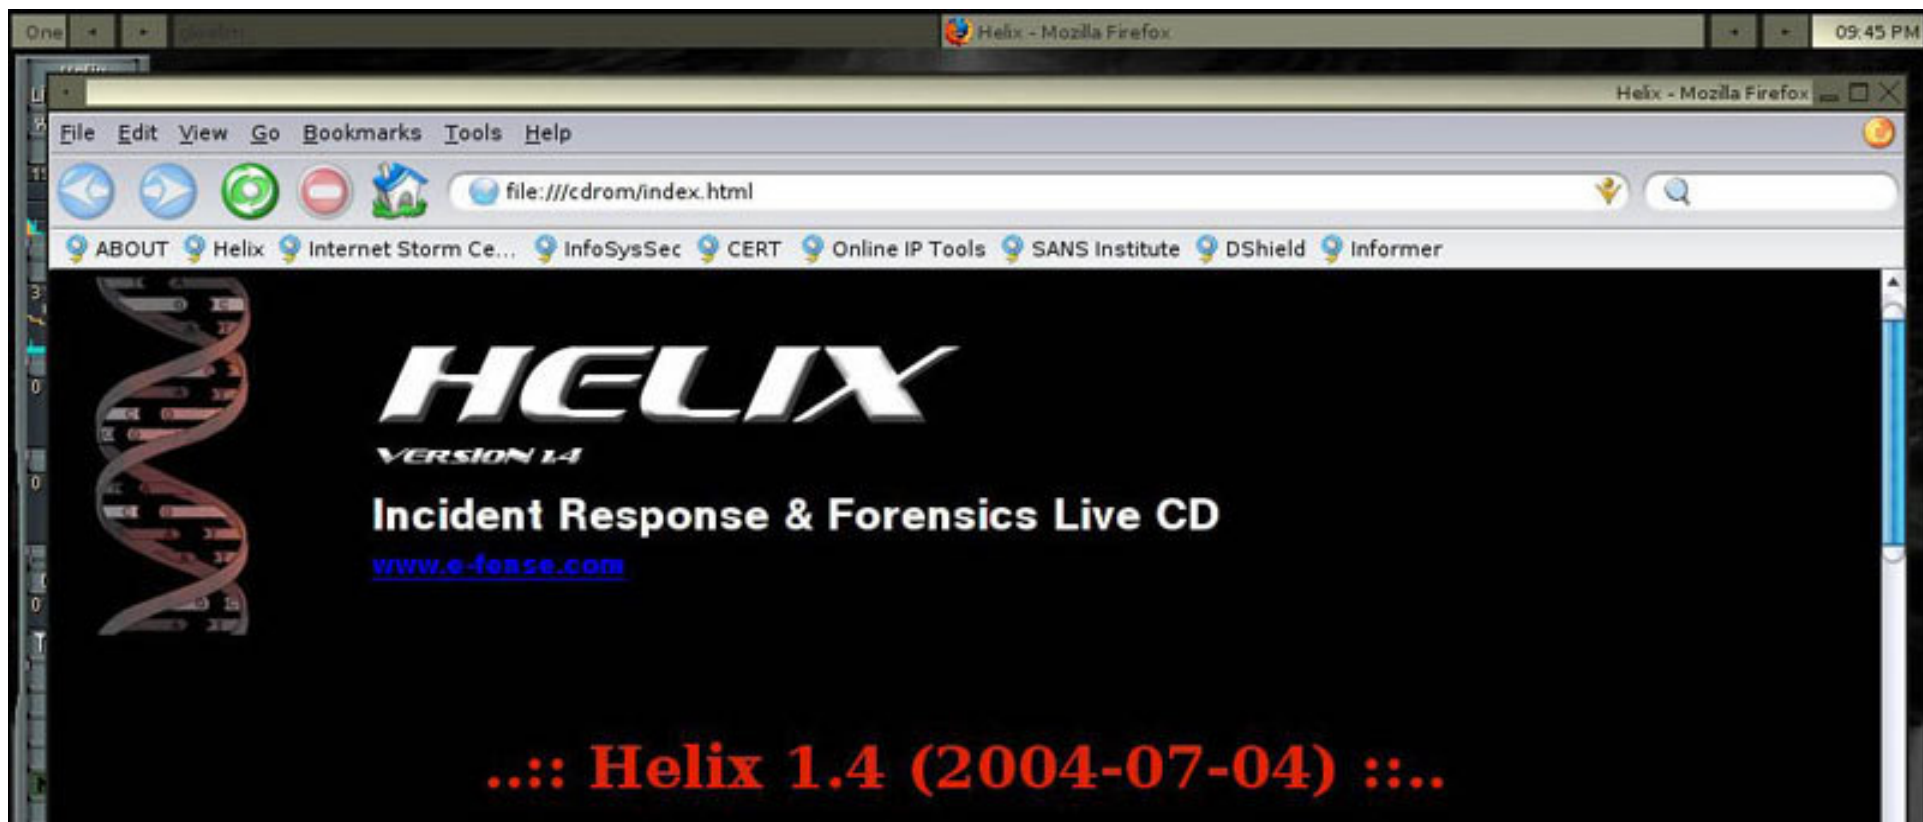 One
Helix - Mozilla Firefox
09:45 PM
Helix - Mozilla Firefox
File Edit View Go Bookmarks Tools Help
file:///cdrom/index.html
ABOUT Helix Internet Storm Ce... InfoSysSec CERT Online IP Tools SANS Institute DShield Informer
HELIX
VERSION 1.4
Incident Response & Forensics Live CD
www.e-fense.com
..:: Helix 1.4 (2004-07-04) ::..